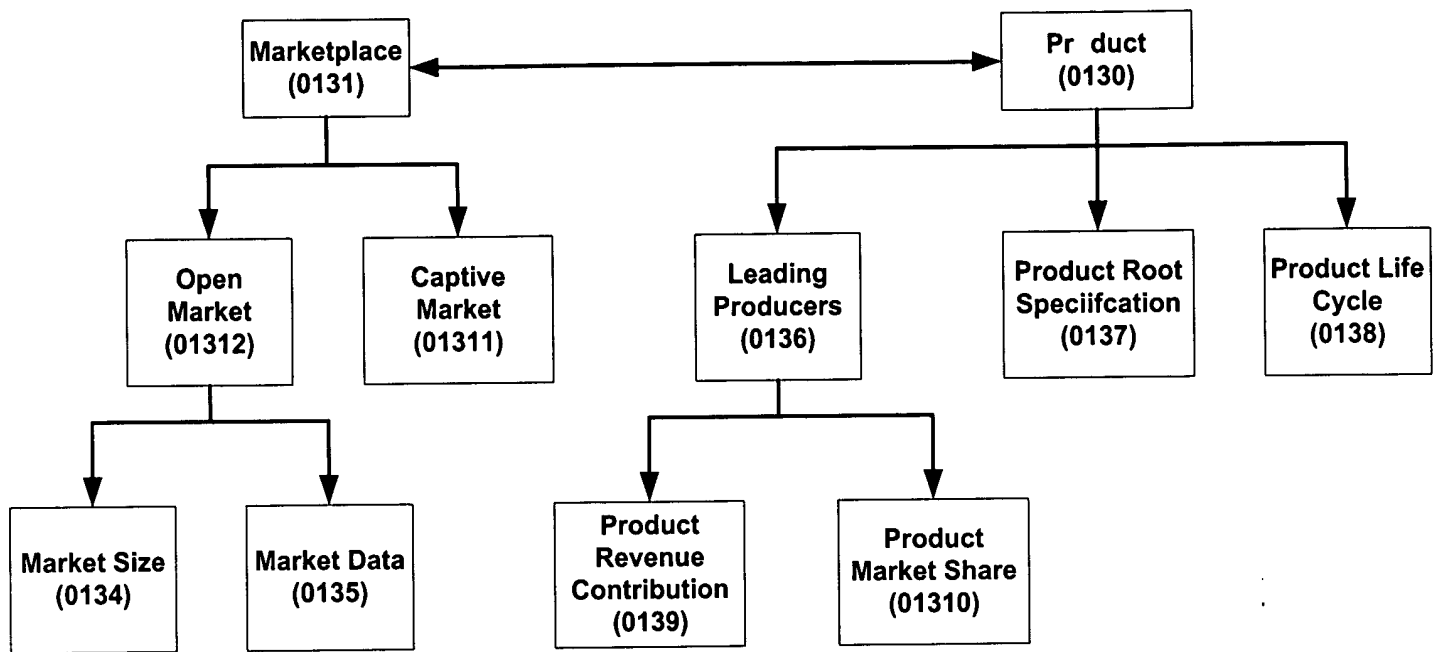 Marketplace
(0131)
Pr duct
(0130)
Open
Market
(01312)
Captive
Market
(01311)
Leading
Producers
(0136)
Product Root
Speciifcation
(0137)
Product Life
Cycle
(0138)
Market Size
(0134)
Market Data
(0135)
Product
Revenue
Contribution
(0139)
Product
Market Share
(01310)